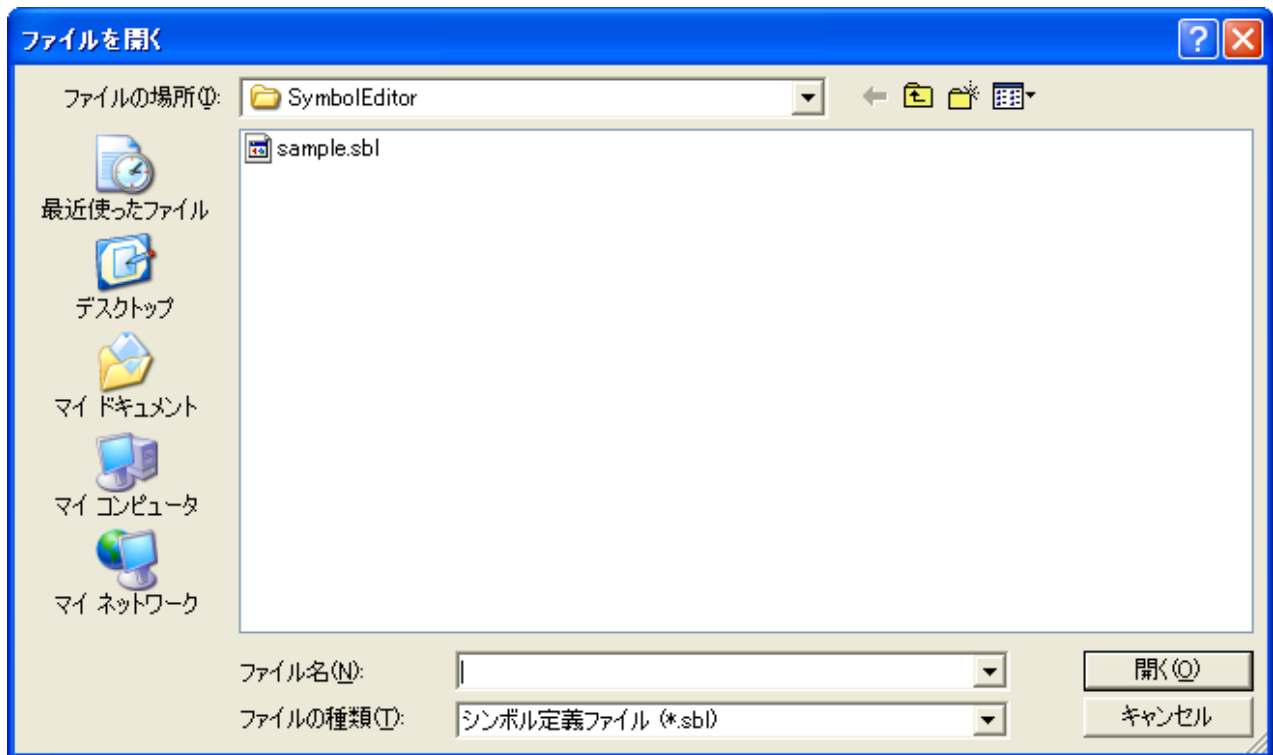 ファイルを開く
ファイルの場所(I):
SymbolEditor
sample.sbl
最近使ったファイル
デスクトップ
マイ ドキュメント
マイ コンピュータ
マイ ネットワーク
ファイル名(N):
開く(O)
ファイルの種類(T):
シンボル定義ファイル (*.sbl)
キャンセル